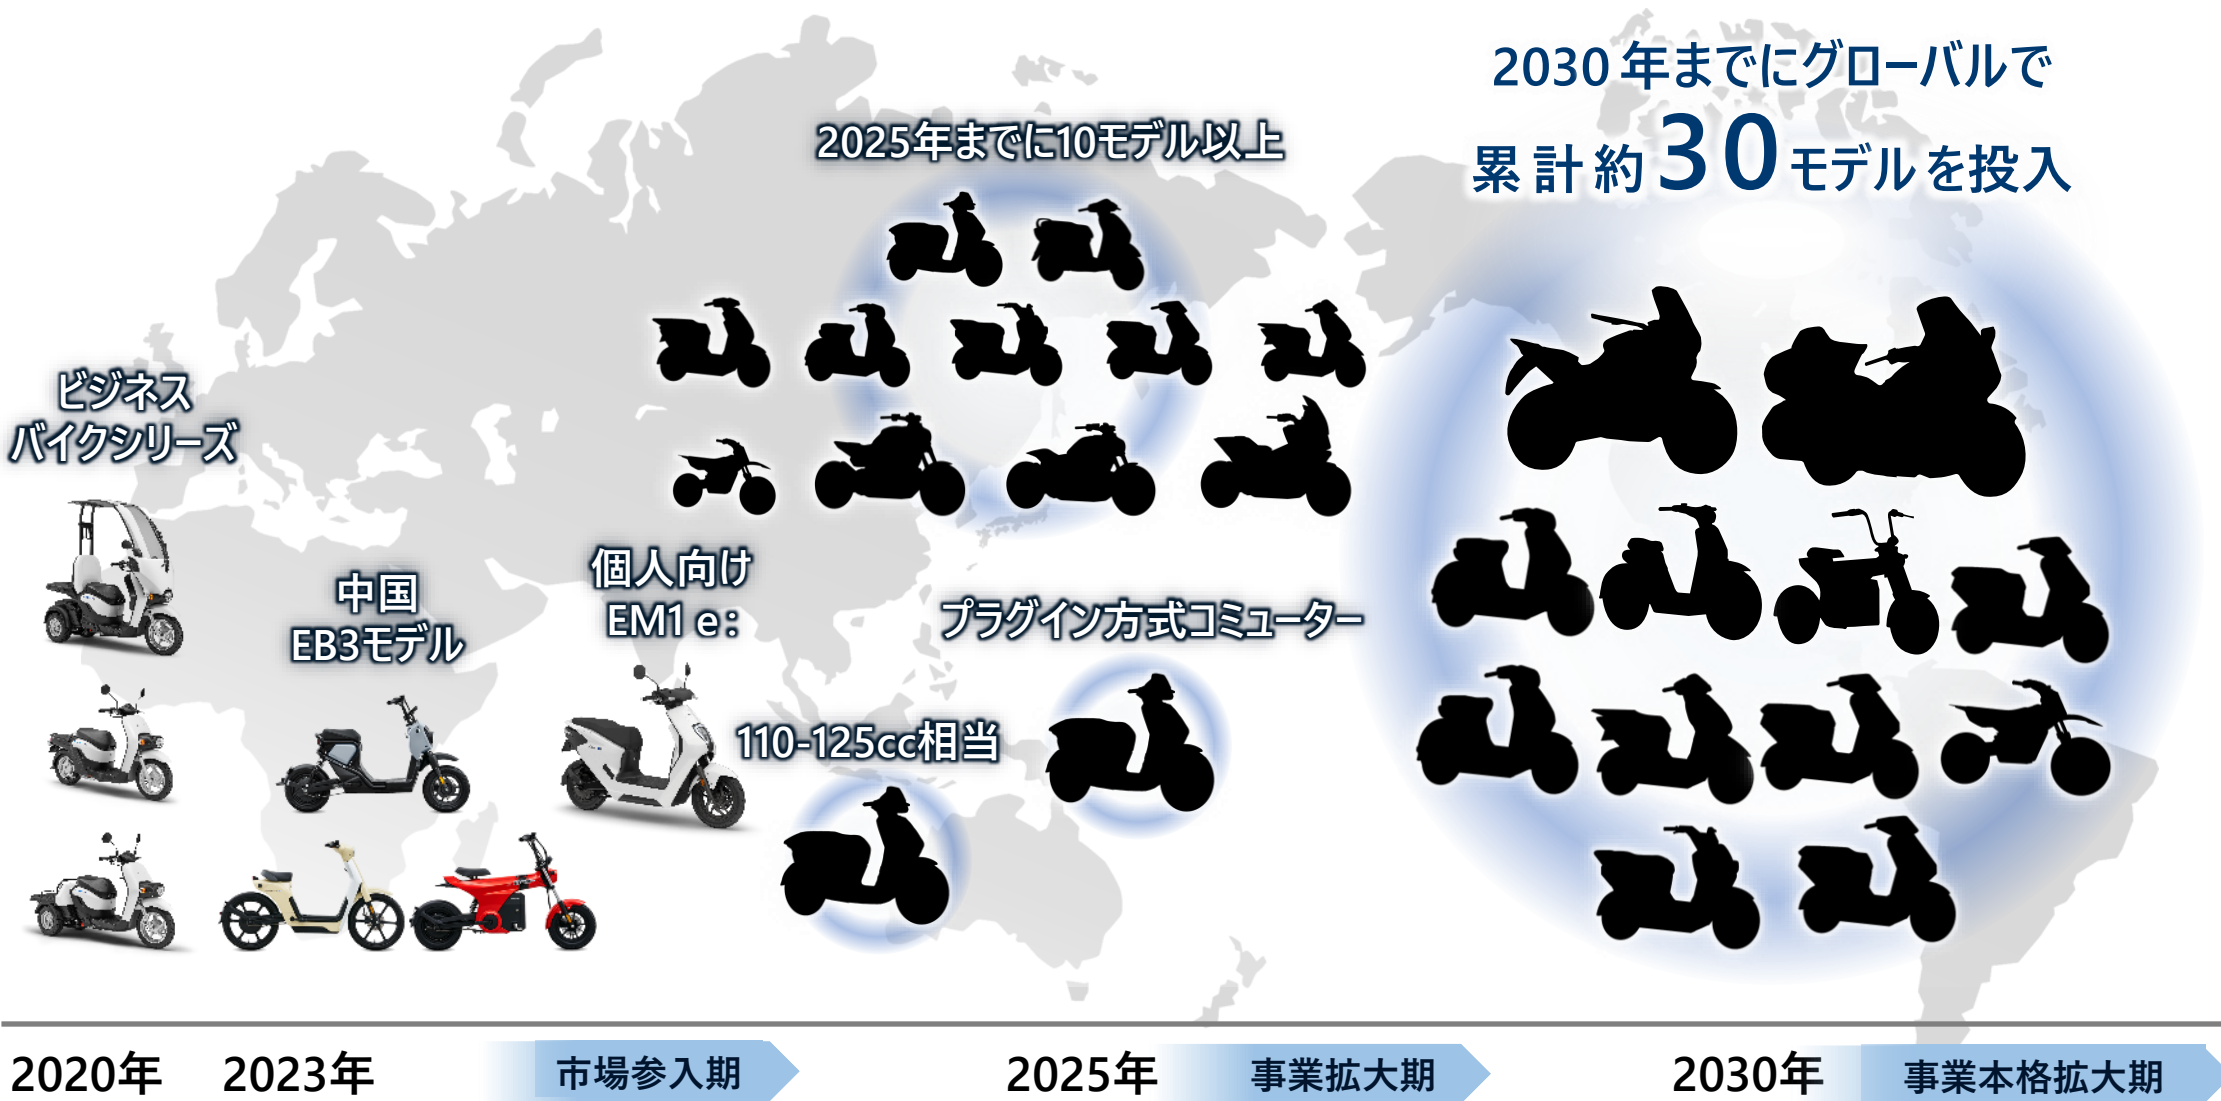 2030年までにグローバルで
累計約30モデルを投入
2025年までに10モデル以上
ビジネス
バイクシリーズ
中国
EB3モデル
個人向け
EM1 e:
プラグイン方式コミューター
110-125cc相当
2020年
2023年
市場参入期
2025年
事業拡大期
2030年
事業本格拡大期